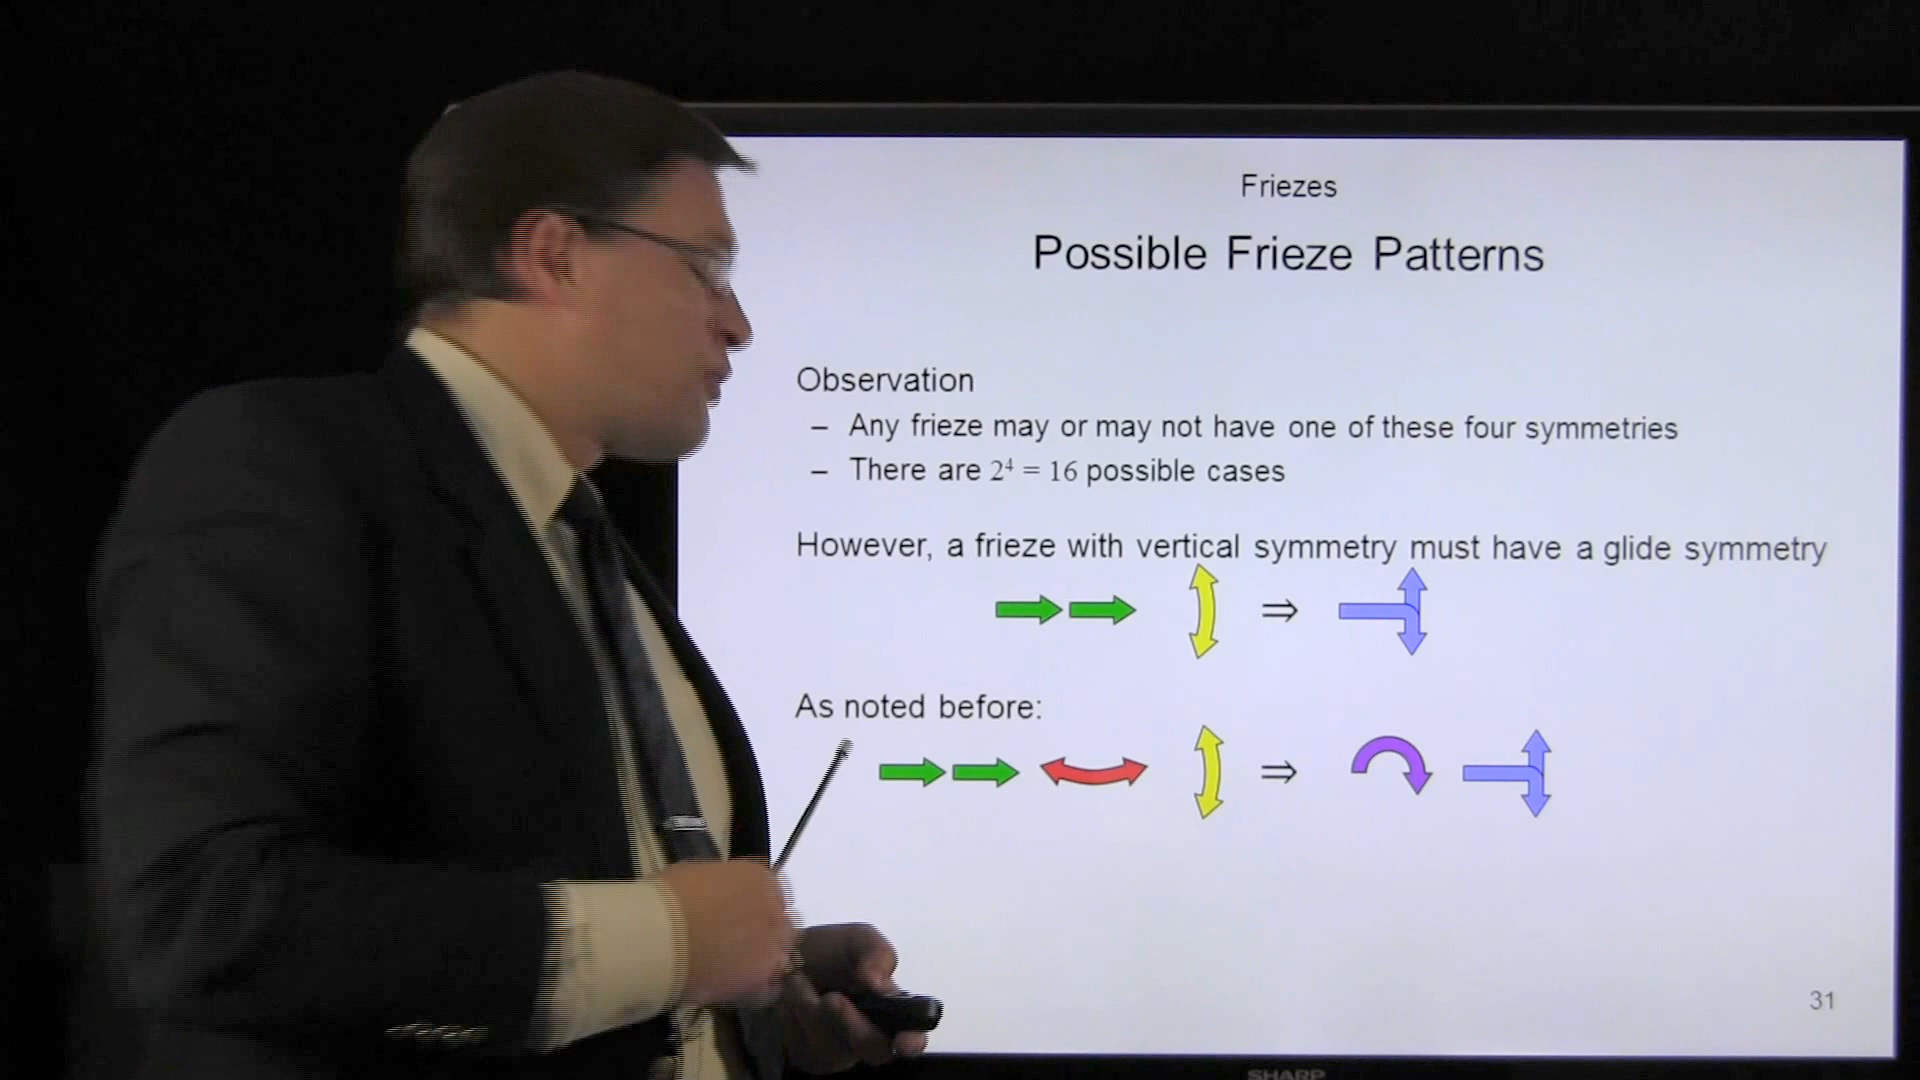 Friezes
Possible Frieze Patterns
Observation
– Any frieze may or may not have one of these four symmetries
– There are 2⁴ = 16 possible cases
However, a frieze with vertical symmetry must have a glide symmetry
⇒
As noted before:
⇒
31
SHARP